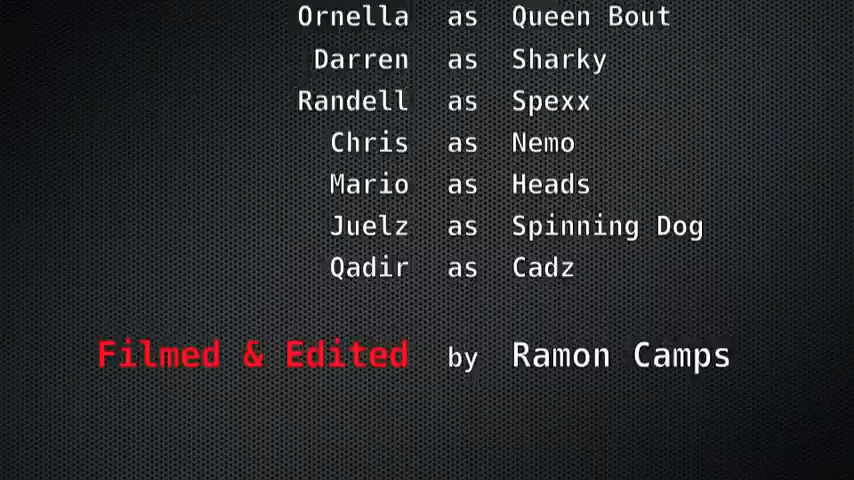 Ornella as Queen Bout
Darren as Sharky
Randell as Spexx
Chris as Nemo
Mario as Heads
Juelz as Spinning Dog
Qadir as Cadz
Filmed & Edited by Ramon Camps